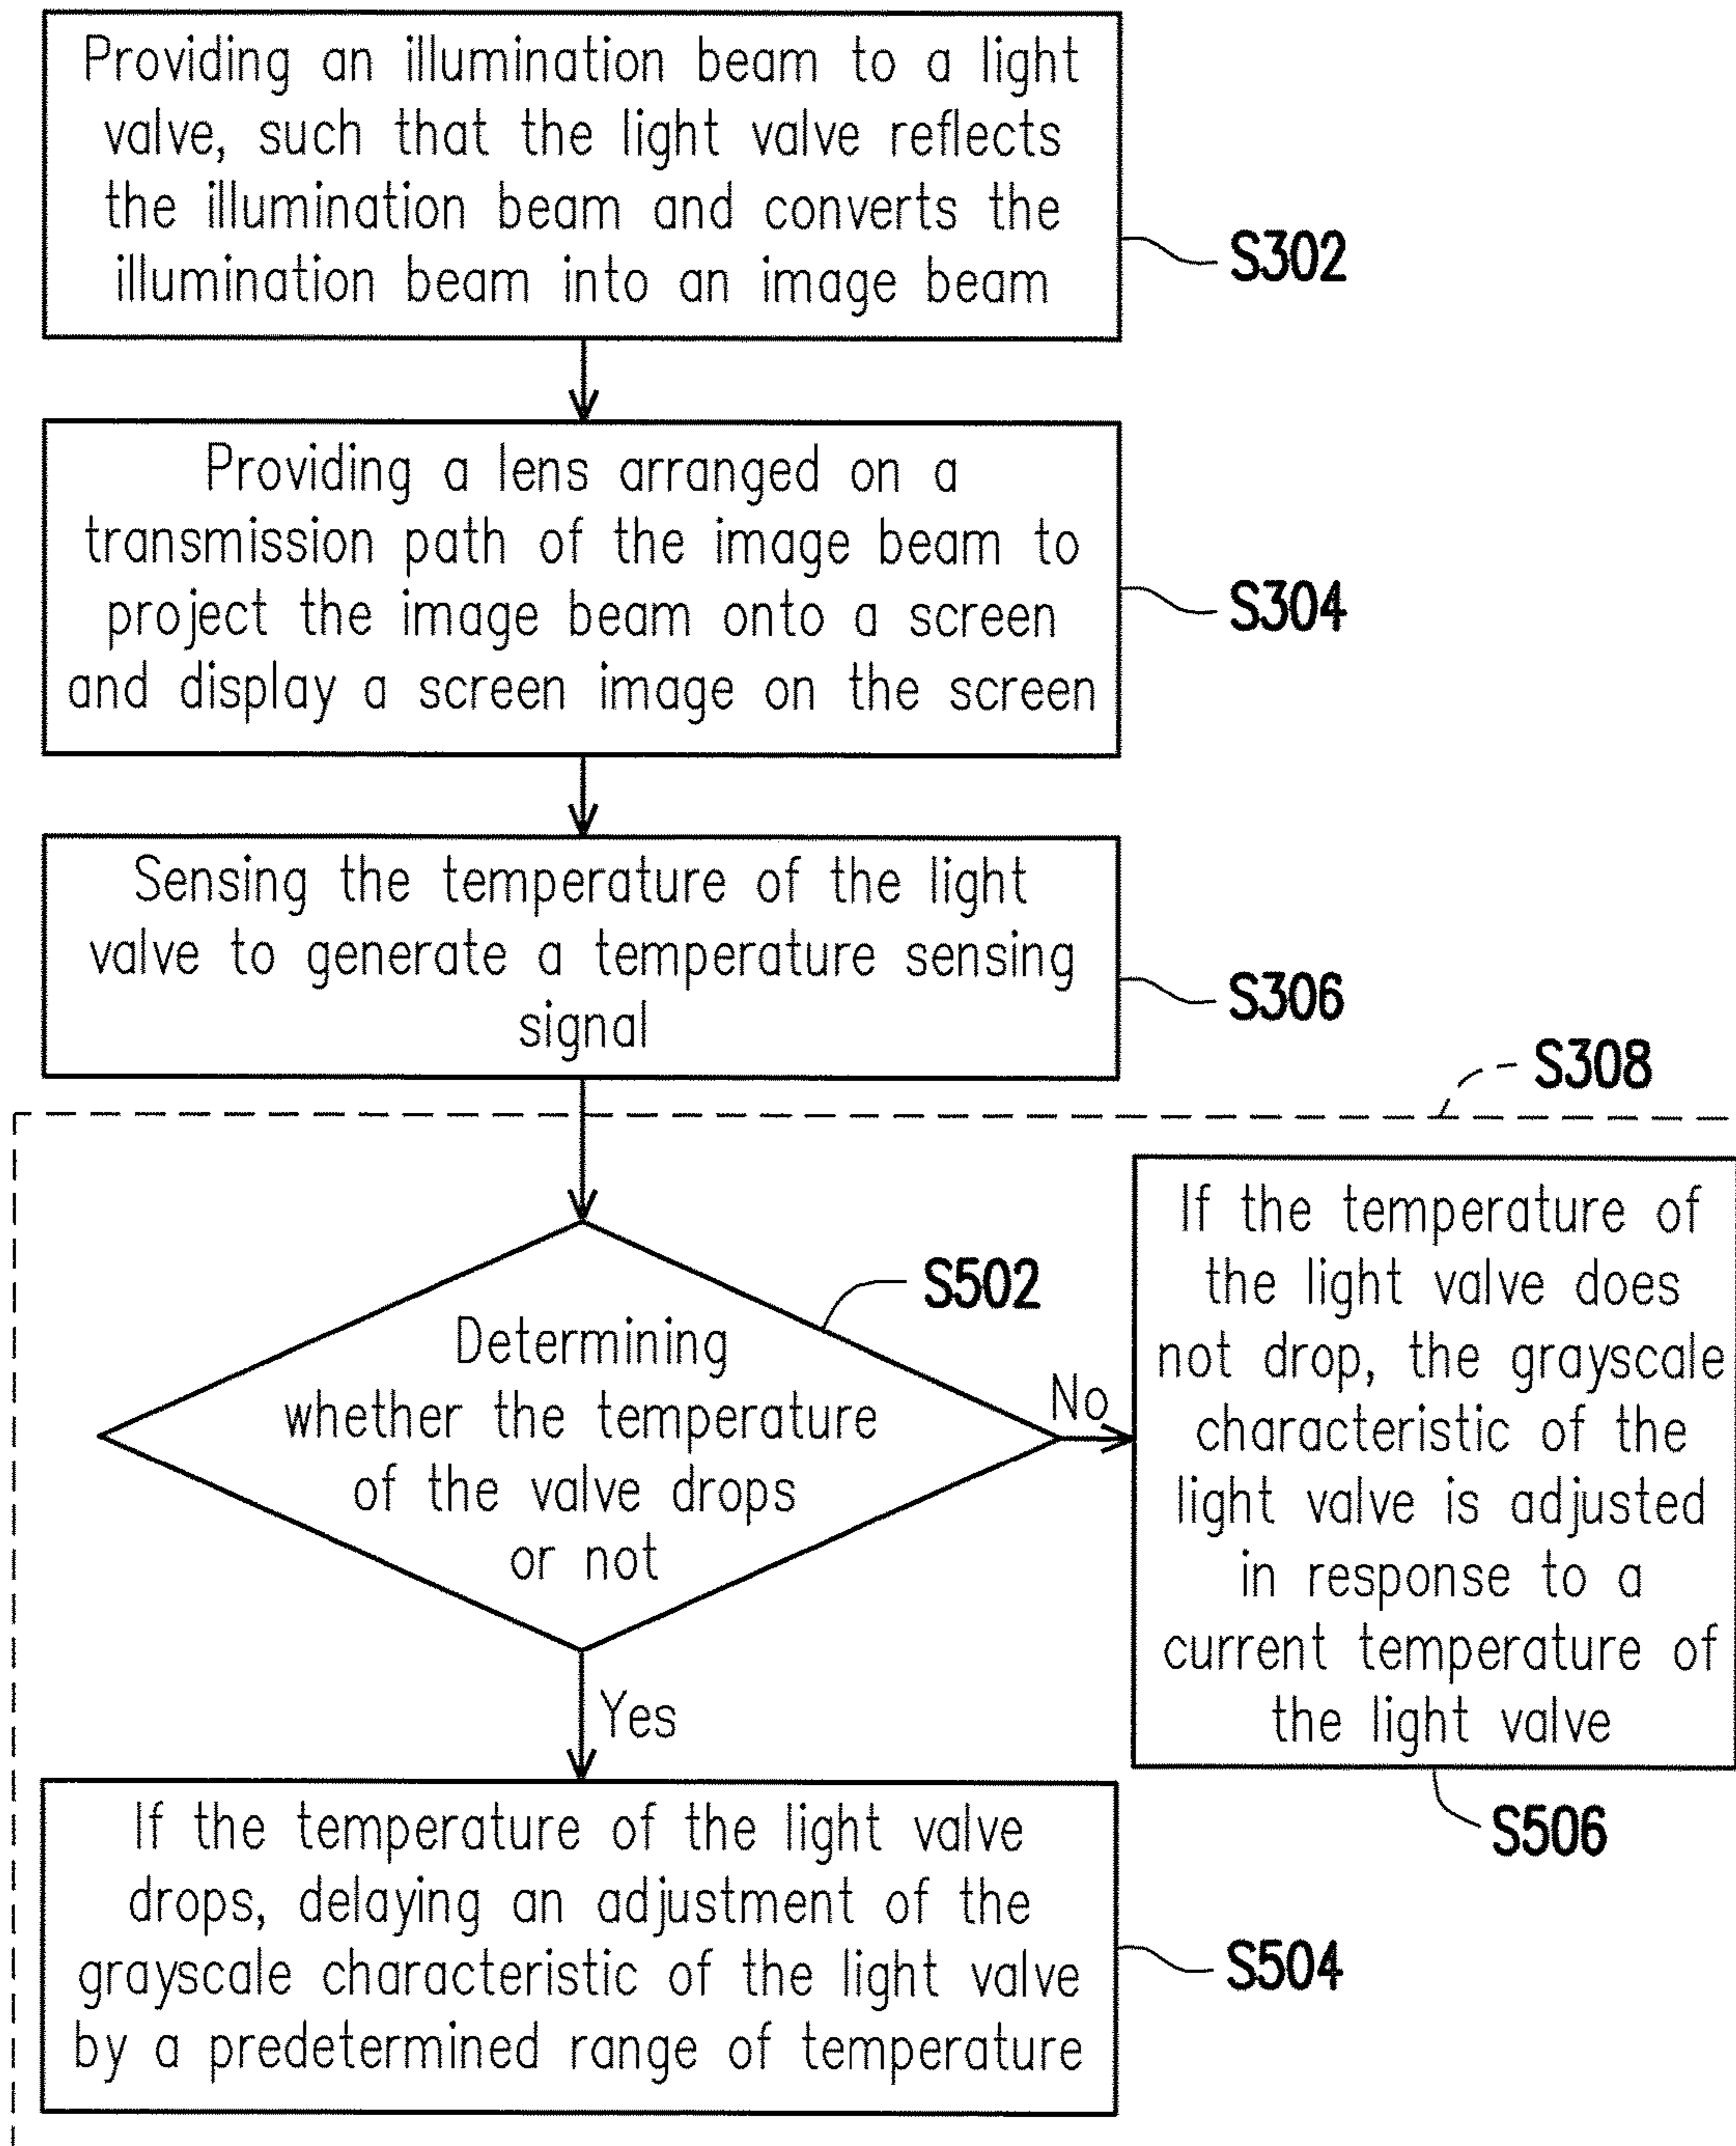 Providing an illumination beam to a light
valve, such that the light valve reflects
the illumination beam and converts the
illumination beam into an image beam
S302
Providing a lens arranged on a
transmission path of the image beam to
project the image beam onto a screen
and display a screen image on the screen
S304
Sensing the temperature of the light
valve to generate a temperature sensing
signal
S306
S308
Determining
whether the temperature
of the valve drops
or not
S502
No
If the temperature of
the light valve does
not drop, the grayscale
characteristic of the
light valve is adjusted
in response to a
current temperature of
the light valve
S506
Yes
If the temperature of the light valve
drops, delaying an adjustment of the
grayscale characteristic of the light valve
by a predetermined range of temperature
S504